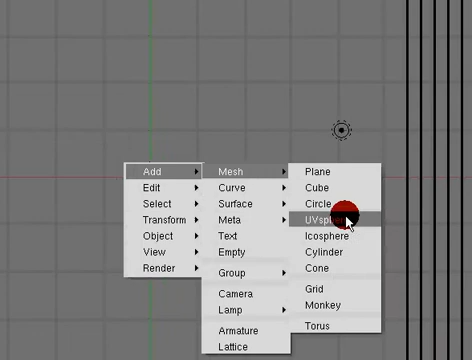 Add
Edit
Select
Transform
Object
View
Render
Mesh
Curve
Surface
Meta
Text
Empty
Group
Camera
Lamp
Armature
Lattice
Plane
Cube
Circle
UVsphere
Icosphere
Cylinder
Cone
Grid
Monkey
Torus